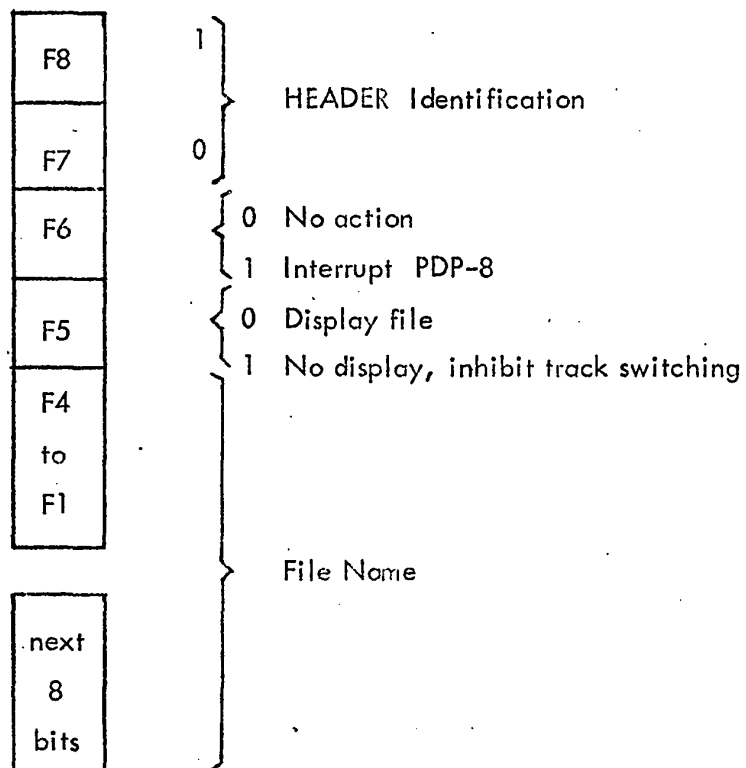 F8 1
HEADER Identification
F7 0
F6 0 No action
1 Interrupt PDP-8
F5 0 Display file
1 No display, inhibit track switching
F4
to
F1
File Name
next
8
bits